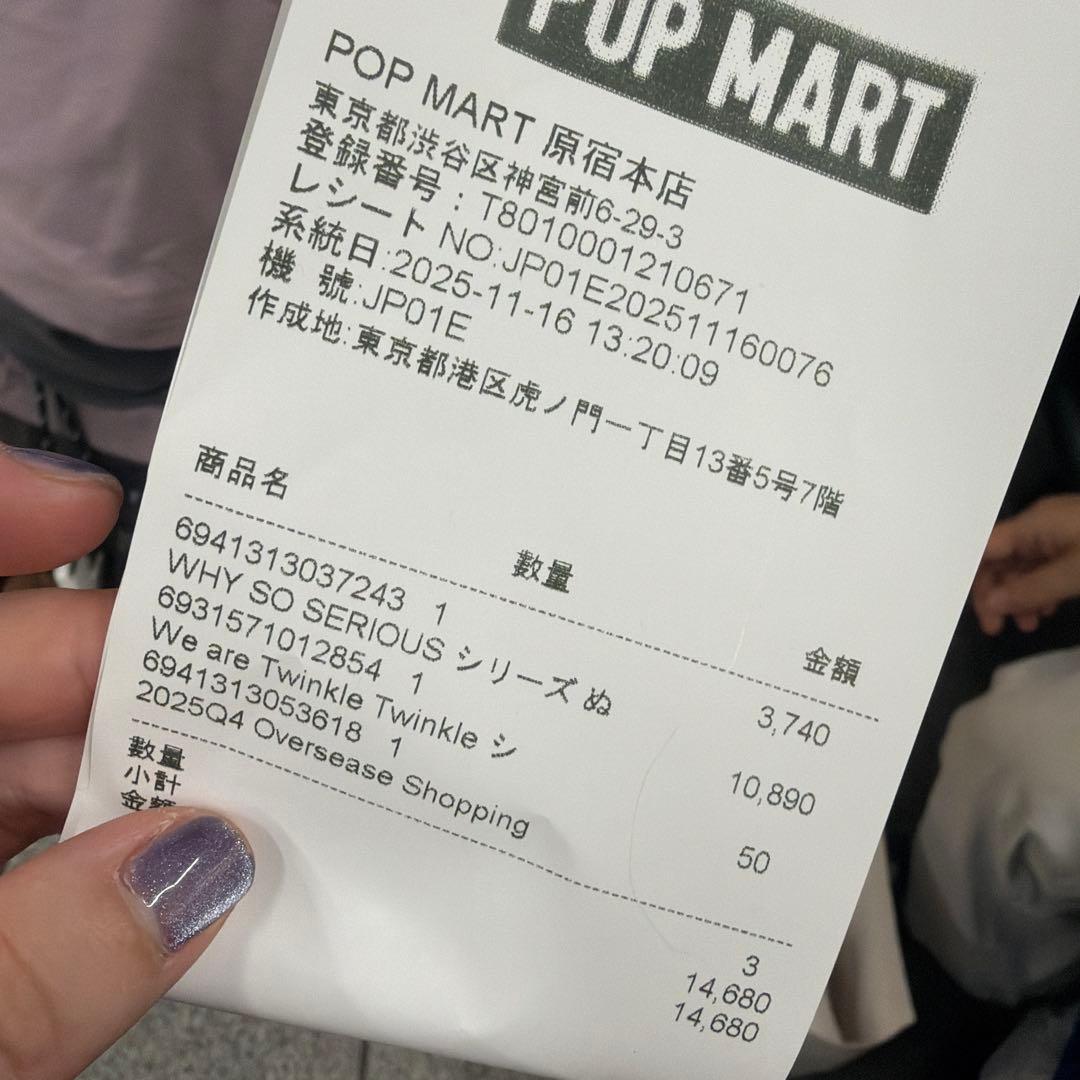 POP MART
POP MART 原宿本店
東京都渋谷区神宮前6-29-3
登録番号：T8010001210671
レシート NO:JP01E202511160076
系統日:2025-11-16 13:20:09
機 號:JP01E
作成地:東京都港区虎ノ門一丁目13番5号7階
商品名 數量 金額
6941313037243 1 3,740
WHY SO SERIOUS シリーズ ぬ
6931571012854 1 10,890
We are Twinkle Twinkle シ
6941313053618 1 50
2025Q4 Oversease Shopping
數量 3
小計 14,680
金額 14,680